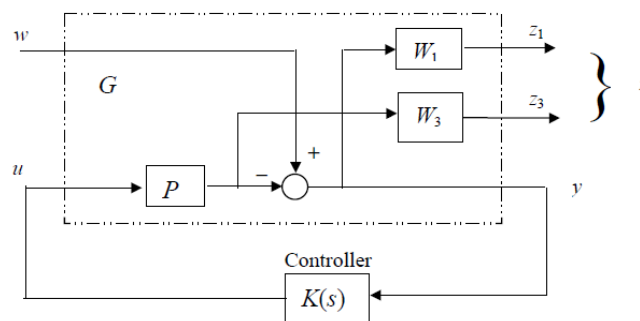 w
G
W₁
z₁
}
W₃
z₃
u
P
−
+
y
Controller
K(s)